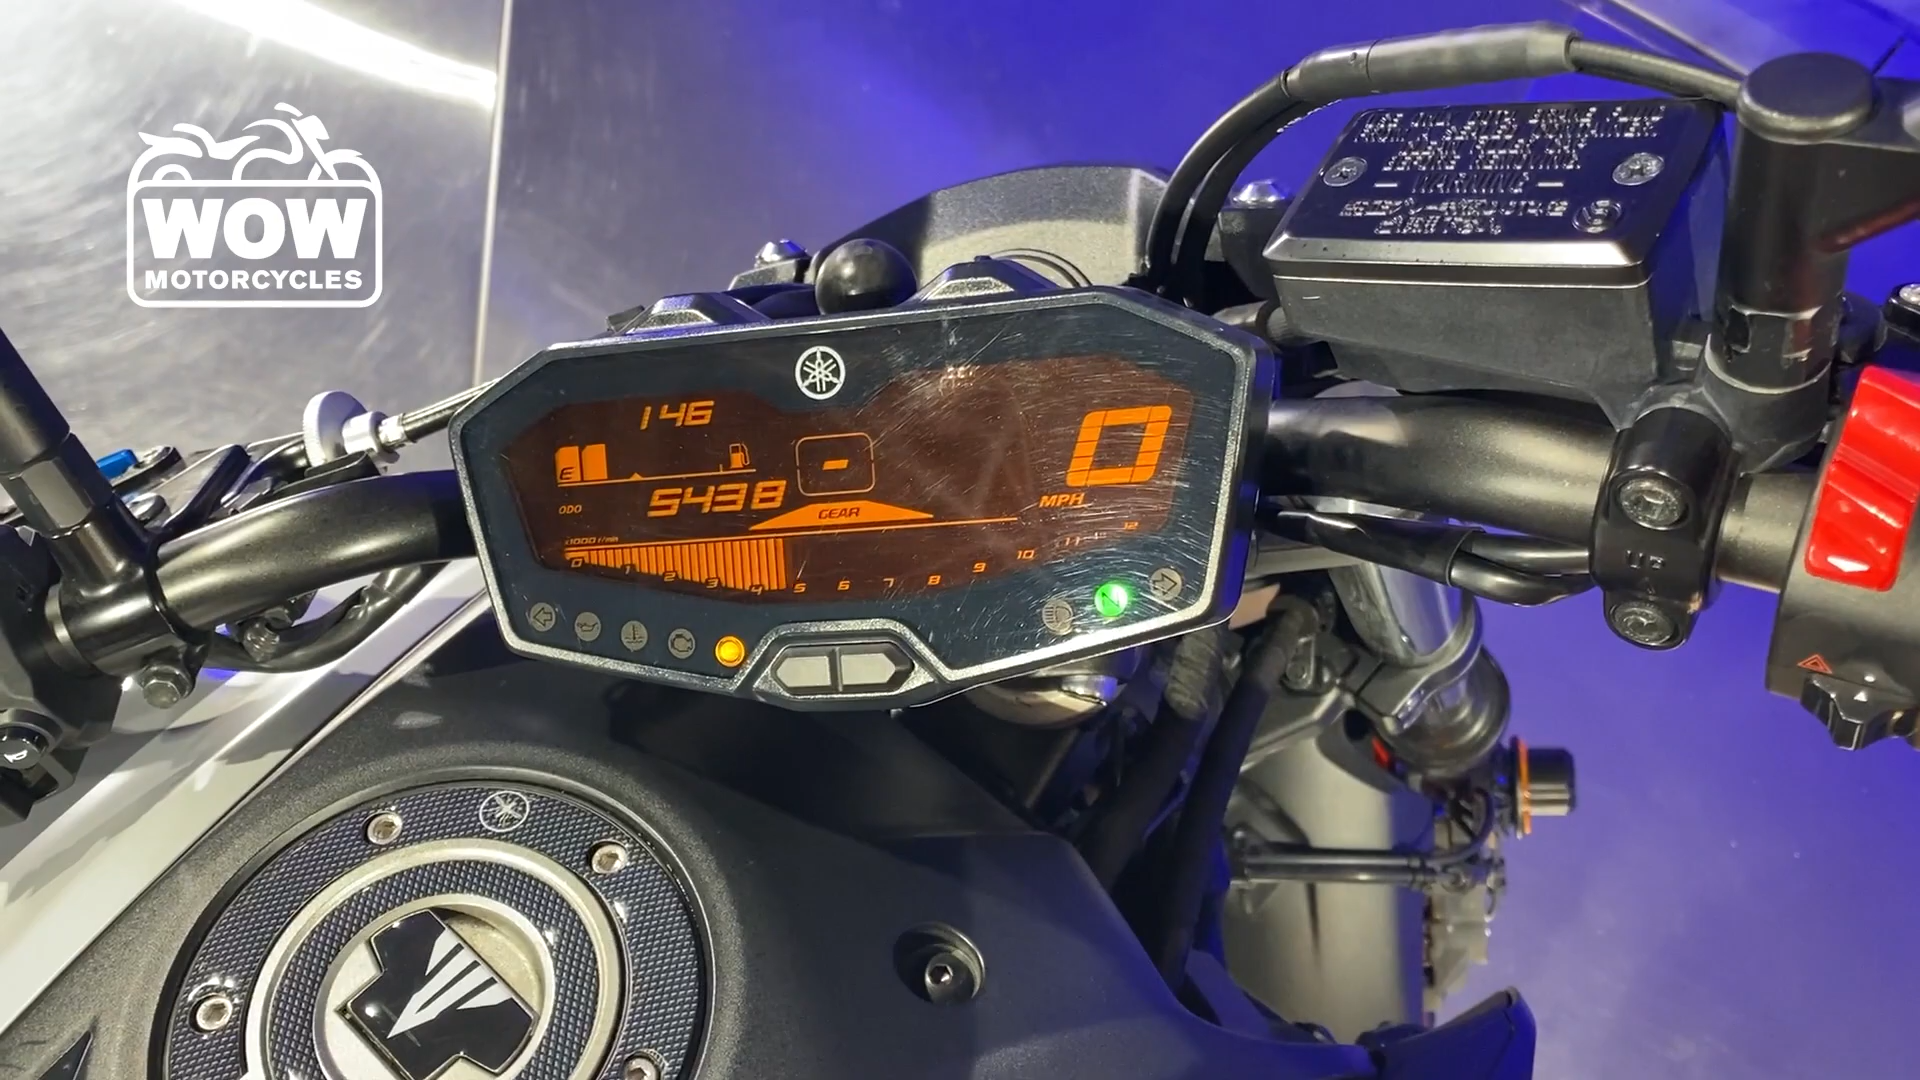 WOW
MOTORCYCLES
WARNING
146
E
0
5438
ODO
MPH
GEAR
x1000 r/min
0 1 2 3 4 5 6 7 8 9 10 11 12
N
UP